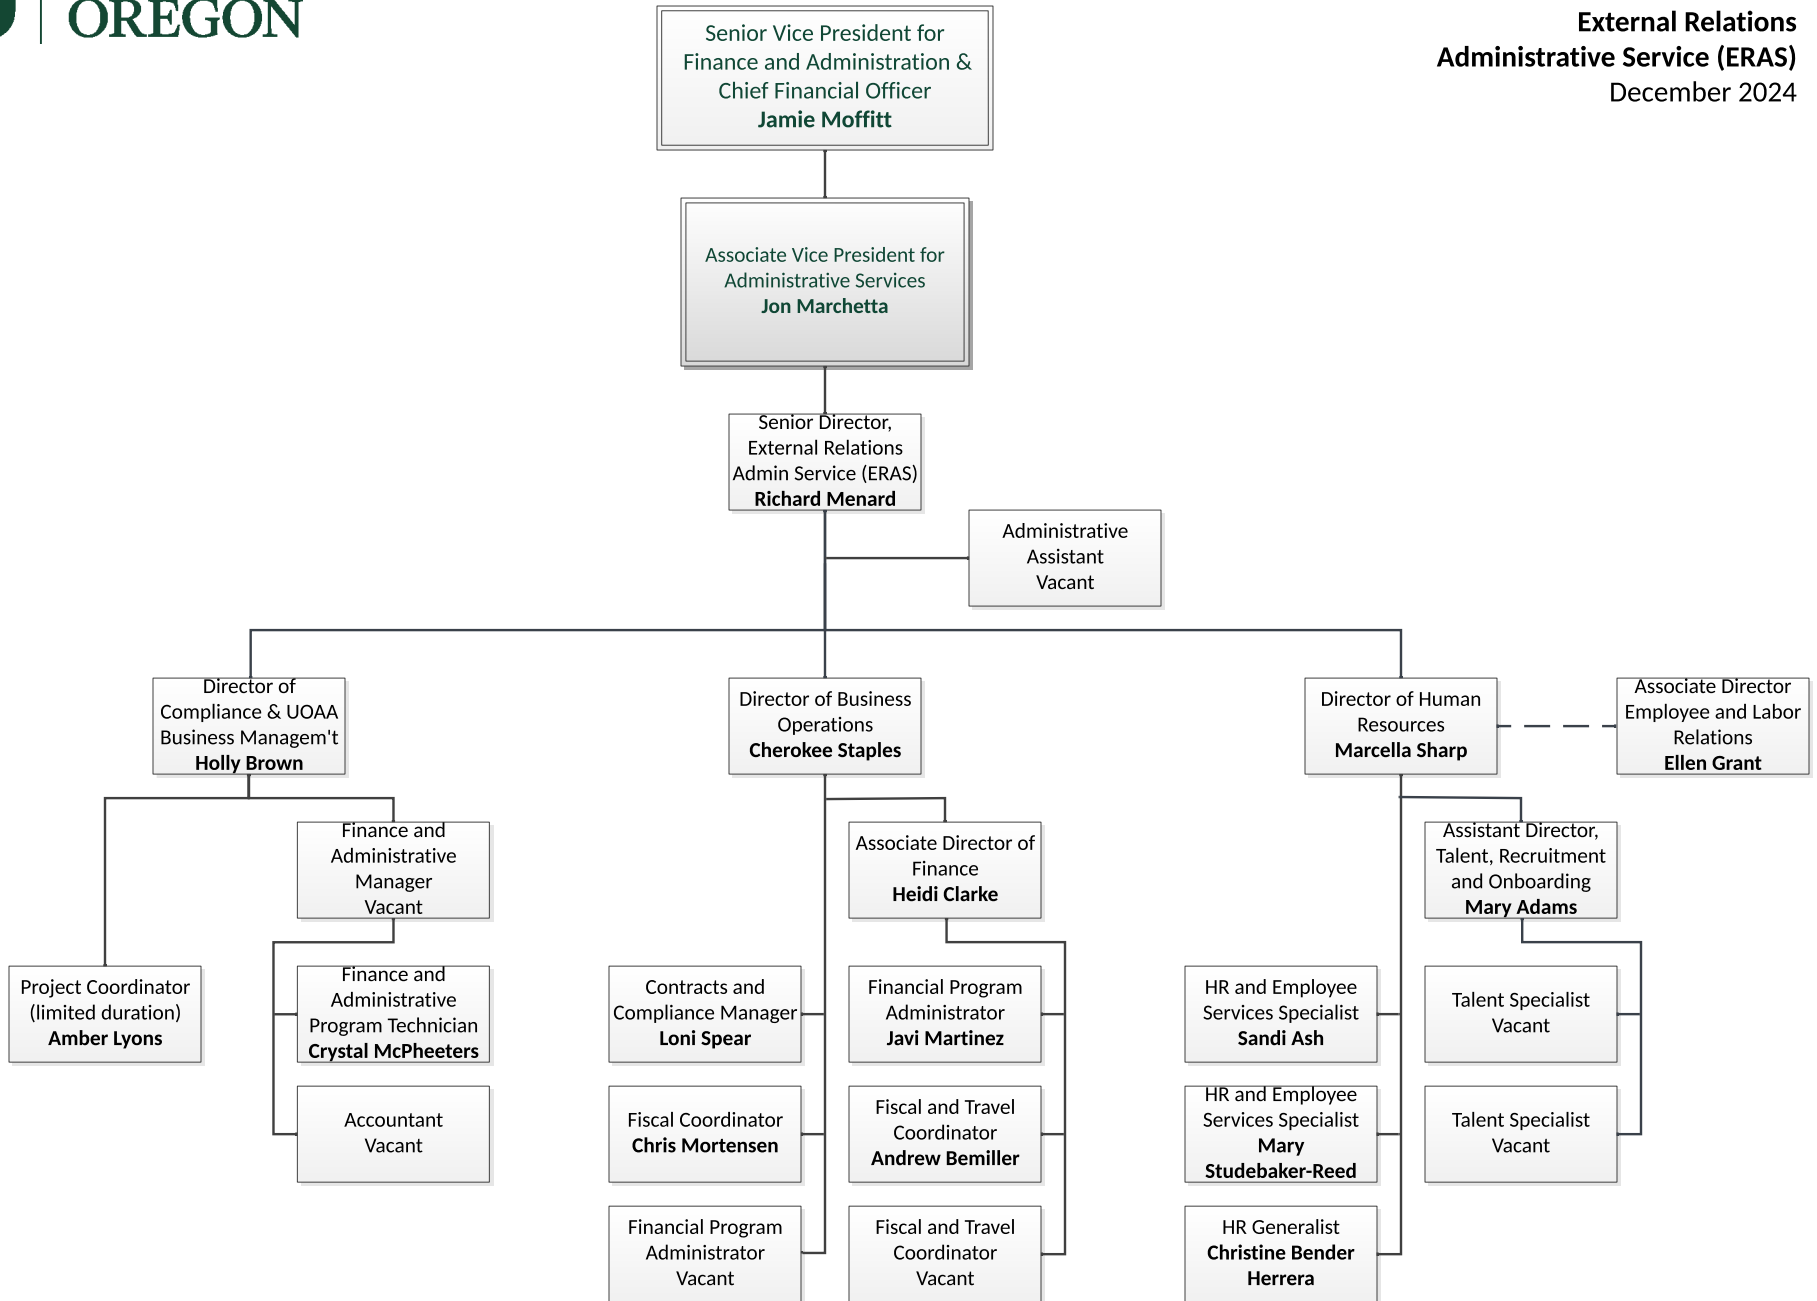 OREGON
External Relations
Administrative Service (ERAS)
December 2024
Senior Vice President for
Finance and Administration &
Chief Financial Officer
Jamie Moffitt
Associate Vice President for
Administrative Services
Jon Marchetta
Senior Director,
External Relations
Admin Service (ERAS)
Richard Menard
Administrative
Assistant
Vacant
Director of
Compliance & UOAA
Business Managem't
Holly Brown
Director of Business
Operations
Cherokee Staples
Director of Human
Resources
Marcella Sharp
Associate Director
Employee and Labor
Relations
Ellen Grant
Finance and
Administrative
Manager
Vacant
Associate Director of
Finance
Heidi Clarke
Assistant Director,
Talent, Recruitment
and Onboarding
Mary Adams
Project Coordinator
(limited duration)
Amber Lyons
Finance and
Administrative
Program Technician
Crystal McPheeters
Contracts and
Compliance Manager
Loni Spear
Financial Program
Administrator
Javi Martinez
HR and Employee
Services Specialist
Sandi Ash
Talent Specialist
Vacant
Accountant
Vacant
Fiscal Coordinator
Chris Mortensen
Fiscal and Travel
Coordinator
Andrew Bemiller
HR and Employee
Services Specialist
Mary
Studebaker-Reed
Talent Specialist
Vacant
Financial Program
Administrator
Vacant
Fiscal and Travel
Coordinator
Vacant
HR Generalist
Christine Bender
Herrera